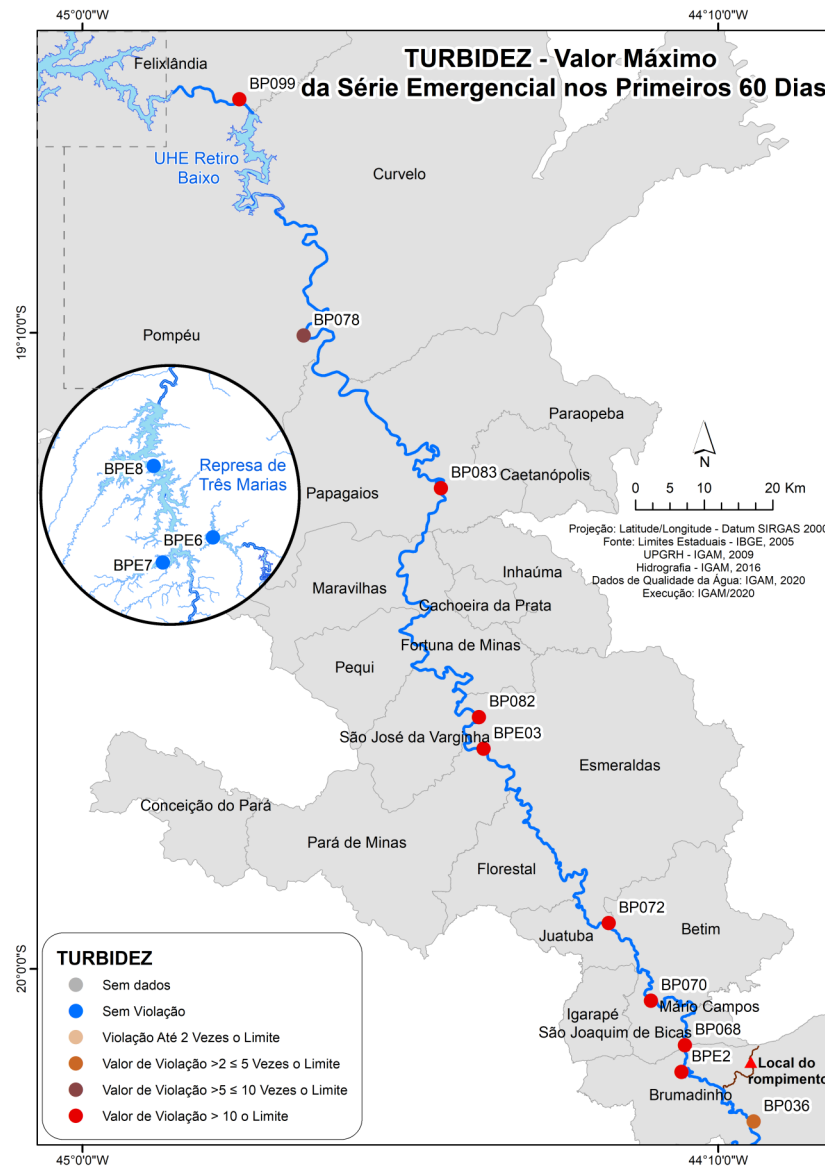 45°0'0"W
44°10'0"W
TURBIDEZ - Valor Máximo
da Série Emergencial nos Primeiros 60 Dias
Felixlândia
BP099
UHE Retiro
Baixo
Curvelo
19°10'0"S
19°10'0"S
BP078
Pompéu
Paraopeba
BPE8
Represa de
Três Marias
BP083
Caetanópolis
N
Papagaios
0 5 10 20 Km
BPE6
BPE7
Projeção: Latitude/Longitude - Datum SIRGAS 2000
Fonte: Limites Estaduais - IBGE, 2005
UPGRH - IGAM, 2009
Hidrografia - IGAM, 2016
Dados de Qualidade da Água: IGAM, 2020
Execução: IGAM/2020
Inhaúma
Maravilhas
Cachoeira da Prata
Fortuna de Minas
Pequi
BP082
São José da Varginha
BPE03
Esmeraldas
Conceição do Pará
Pará de Minas
Florestal
BP072
Juatuba
Betim
20°0'0"S
20°0'0"S
BP070
Mário Campos
Igarapé
São Joaquim de Bicas
BP068
BPE2
Local do
rompimento
Brumadinho
BP036
TURBIDEZ
Sem dados
Sem Violação
Violação Até 2 Vezes o Limite
Valor de Violação >2 ≤ 5 Vezes o Limite
Valor de Violação >5 ≤ 10 Vezes o Limite
Valor de Violação > 10 o Limite
45°0'0"W
44°10'0"W